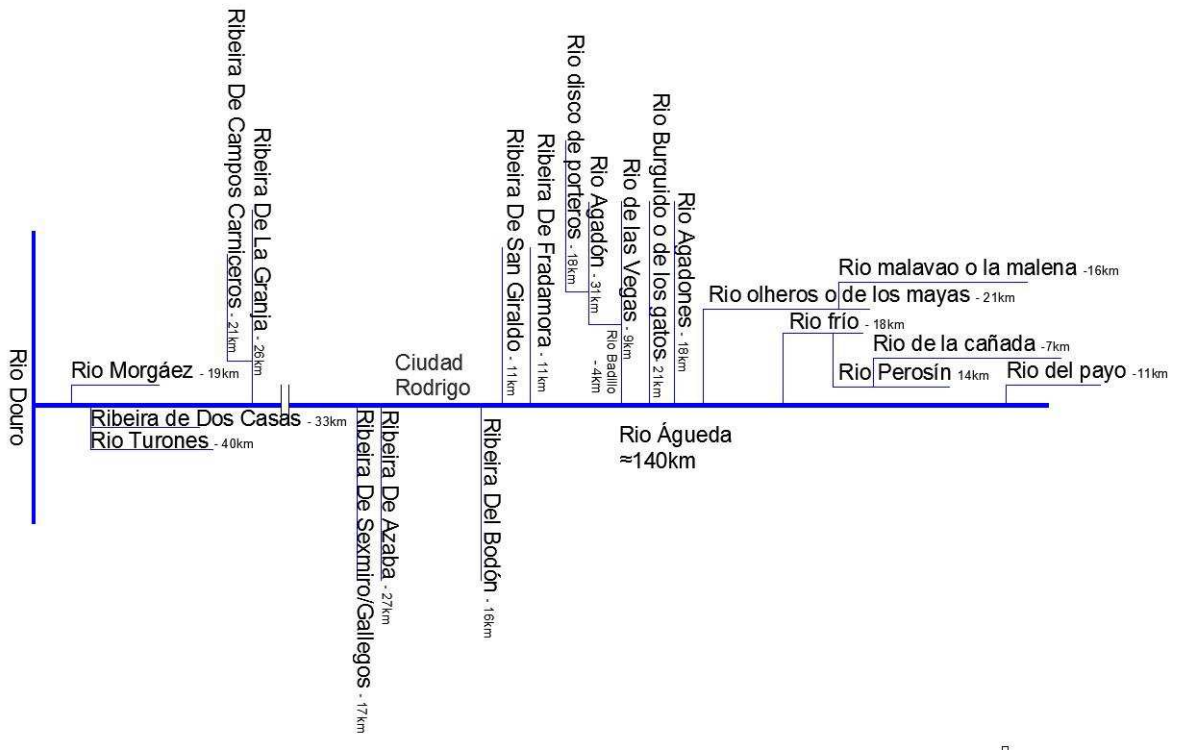 Rio Douro
Rio Morgáez - 19km
Ribeira de Dos Casas - 33km
Rio Turones - 40km
Ribeira De Campos Carniceros - 21km
Ribeira De La Granja - 26km
Ribeira De Sexmiro/Gallegos - 17km
Ribeira De Azaba - 27km
Ciudad
Rodrigo
Ribeira Del Bodón - 16km
Ribeira De San Giraldo - 11km
Ribeira De Fradamora - 11km
Rio disco de porteros - 18km
Rio Agadón - 31km
Rio Badillo
- 4km
Rio de las Vegas - 9km
Rio Burguido o de los gatos- 21km
Rio Agadones - 18km
Rio Águeda
≈140km
Rio malavao o la malena -16km
Rio olheros o de los mayas - 21km
Rio frío - 18km
Rio de la cañada -7km
Rio Perosín 14km
Rio del payo -11km